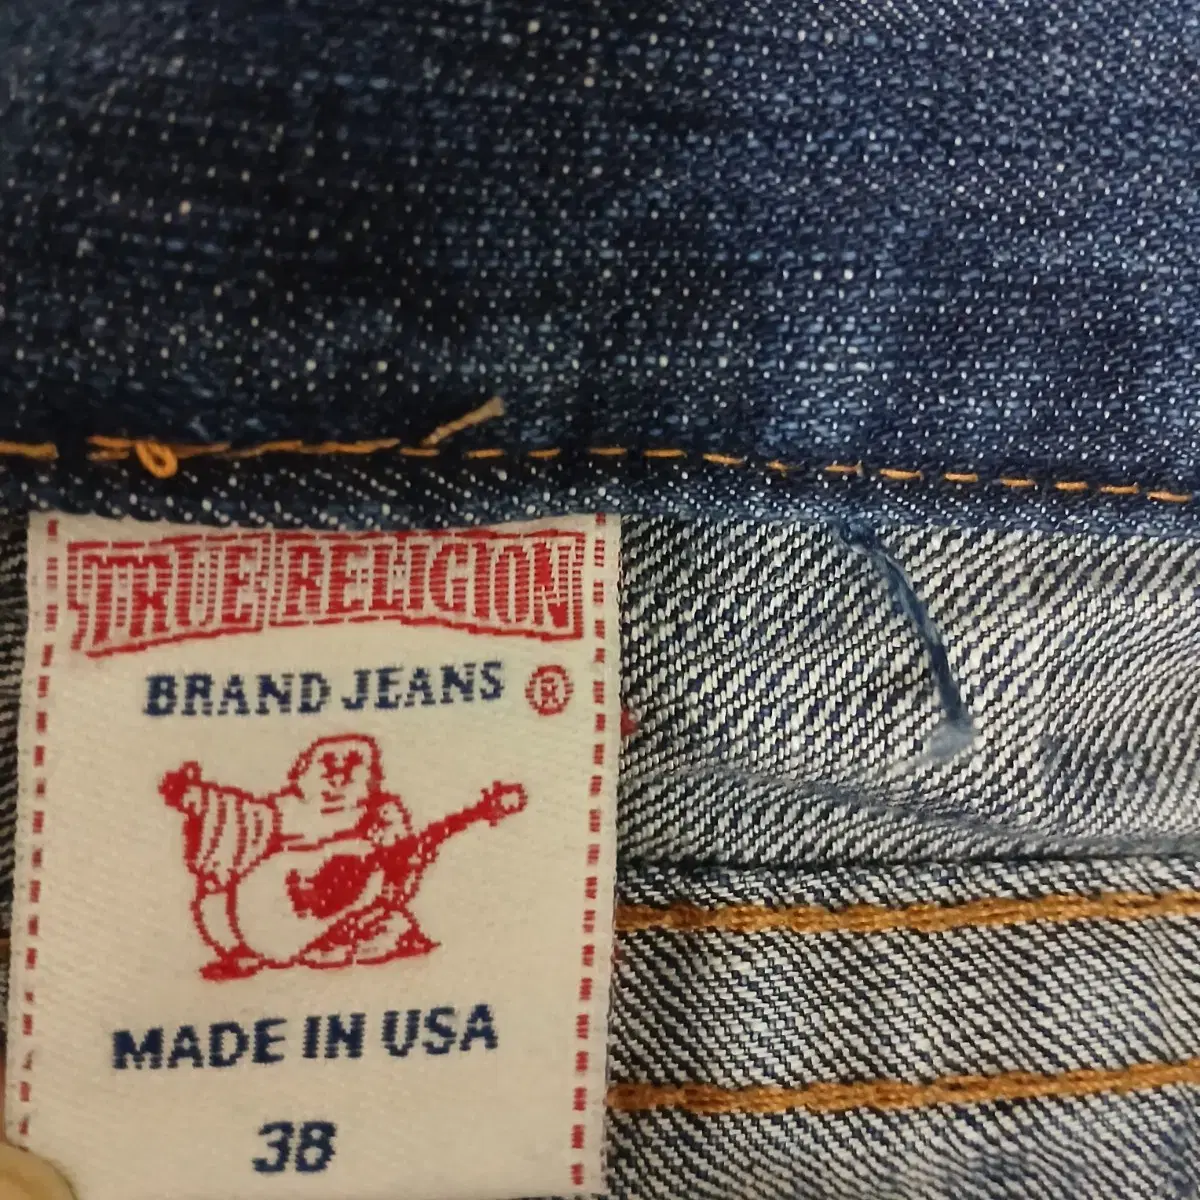 TRUE RELIGION
BRAND JEANS ®
MADE IN USA
38